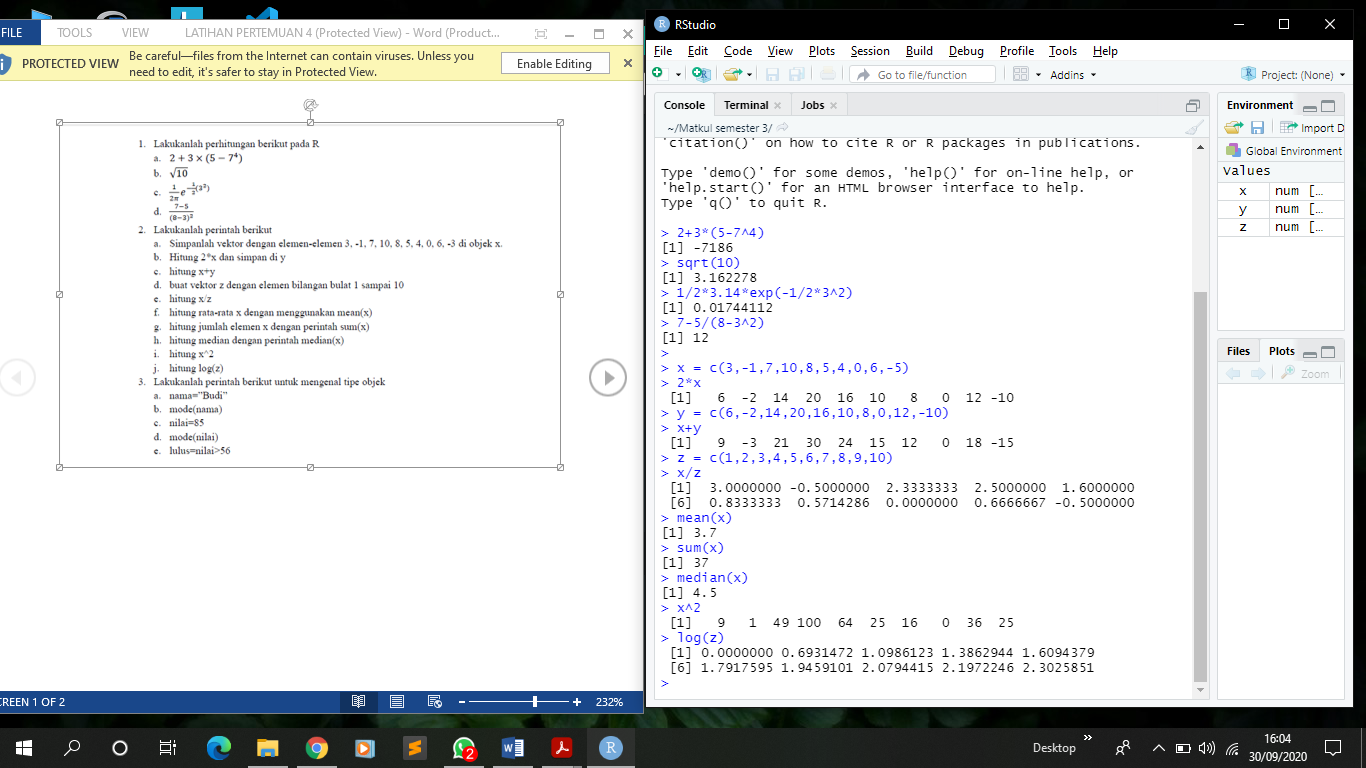 FILE TOOLS VIEW LATIHAN PERTEMUAN 4 (Protected View) - Word (Product...
PROTECTED VIEW Be careful—files from the Internet can contain viruses. Unless you need to edit, it's safer to stay in Protected View. Enable Editing
1. Lakukanlah perhitungan berikut pada R
a. 2 + 3 × (5 − 7⁴)
b. √10
c. 1/2π e^−1/2(3²)
d. 7−5/(8−3)²
2. Lakukanlah perintah berikut
a. Simpanlah vektor dengan elemen-elemen 3, -1, 7, 10, 8, 5, 4, 0, 6, -3 di objek x.
b. Hitung 2*x dan simpan di y
c. hitung x+y
d. buat vektor z dengan elemen bilangan bulat 1 sampai 10
e. hitung x/z
f. hitung rata-rata x dengan menggunakan mean(x)
g. hitung jumlah elemen x dengan perintah sum(x)
h. hitung median dengan perintah median(x)
i. hitung x^2
j. hitung log(z)
3. Lakukanlah perintah berikut untuk mengenal tipe objek
a. nama="Budi"
b. mode(nama)
c. nilai=85
d. mode(nilai)
e. lulus=nilai>56
CREEN 1 OF 2 232%
RStudio
File Edit Code View Plots Session Build Debug Profile Tools Help
Go to file/function Addins Project: (None)
Console Terminal Jobs
~/Matkul semester 3/
'citation()' on how to cite R or R packages in publications.
Type 'demo()' for some demos, 'help()' for on-line help, or
'help.start()' for an HTML browser interface to help.
Type 'q()' to quit R.
> 2+3*(5-7^4)
[1] -7186
> sqrt(10)
[1] 3.162278
> 1/2*3.14*exp(-1/2*3^2)
[1] 0.01744112
> 7-5/(8-3^2)
[1] 12
>
> x = c(3,-1,7,10,8,5,4,0,6,-5)
> 2*x
[1] 6 -2 14 20 16 10 8 0 12 -10
> y = c(6,-2,14,20,16,10,8,0,12,-10)
> x+y
[1] 9 -3 21 30 24 15 12 0 18 -15
> z = c(1,2,3,4,5,6,7,8,9,10)
> x/z
[1] 3.0000000 -0.5000000 2.3333333 2.5000000 1.6000000
[6] 0.8333333 0.5714286 0.0000000 0.6666667 -0.5000000
> mean(x)
[1] 3.7
> sum(x)
[1] 37
> median(x)
[1] 4.5
> x^2
[1] 9 1 49 100 64 25 16 0 36 25
> log(z)
[1] 0.0000000 0.6931472 1.0986123 1.3862944 1.6094379
[6] 1.7917595 1.9459101 2.0794415 2.1972246 2.3025851
>
Environment
Import D
Global Environment
Values
x num [...
y num [...
z num [...
Files Plots
Zoom
2
Desktop
16:04
30/09/2020